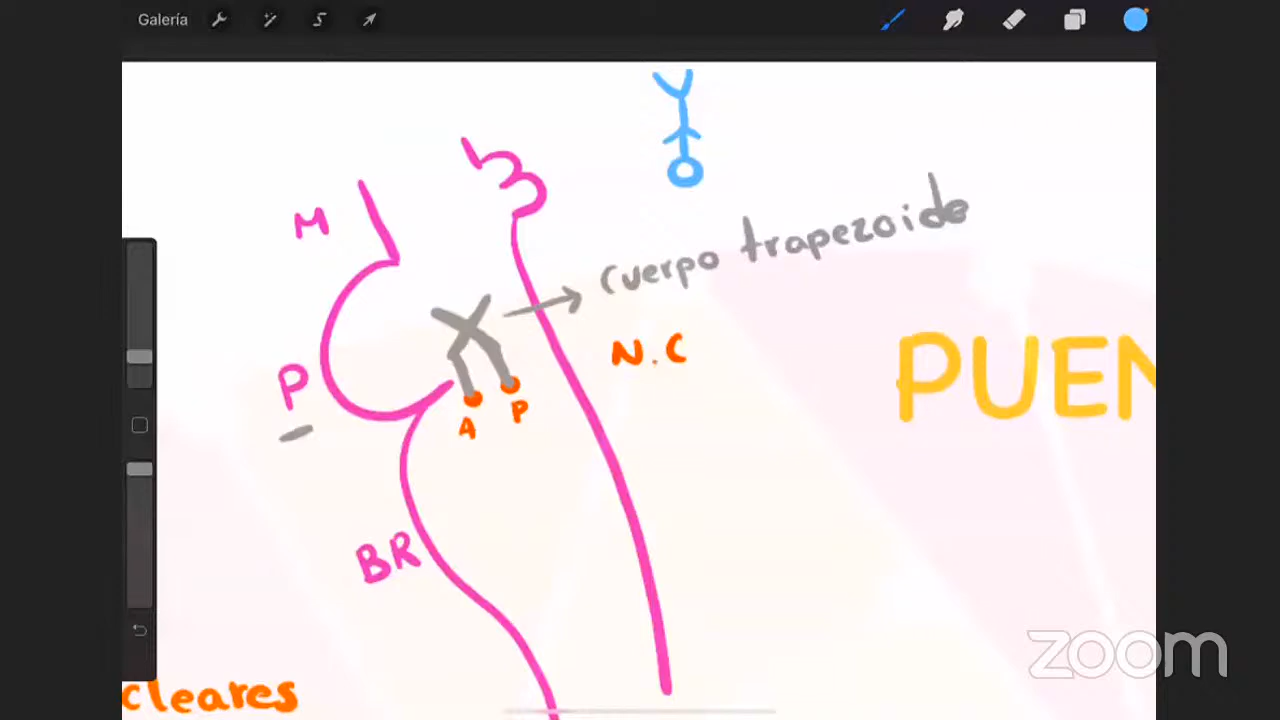 Galería
M
cuerpo trapezoide
N.C
PUEN
P
A P
BR
zoom
cleares